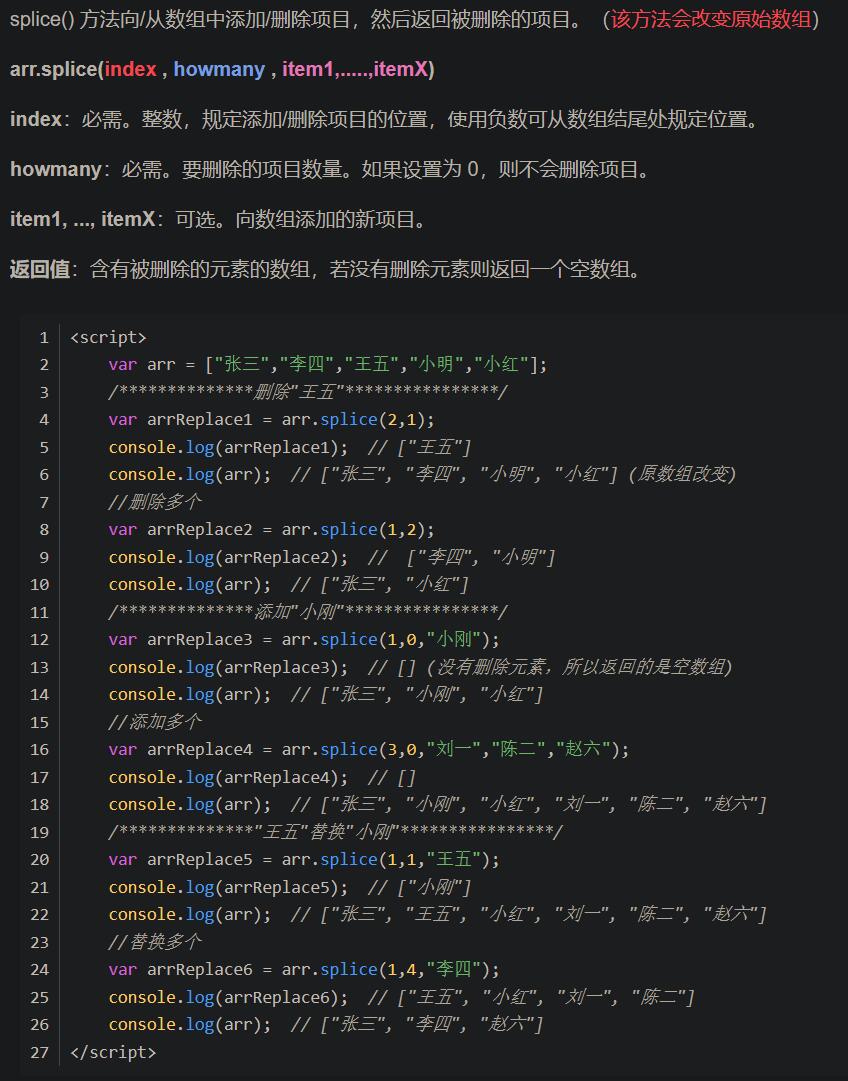 splice() 方法向/从数组中添加/删除项目，然后返回被删除的项目。（该方法会改变原始数组）
arr.splice(index , howmany , item1,.....,itemX)
index：必需。整数，规定添加/删除项目的位置，使用负数可从数组结尾处规定位置。
howmany：必需。要删除的项目数量。如果设置为 0，则不会删除项目。
item1, ..., itemX：可选。向数组添加的新项目。
返回值：含有被删除的元素的数组，若没有删除元素则返回一个空数组。
1 <script>
2     var arr = ["张三","李四","王五","小明","小红"];
3     /**************删除"王五"****************/
4     var arrReplace1 = arr.splice(2,1);
5     console.log(arrReplace1);  // ["王五"]
6     console.log(arr);  // ["张三", "李四", "小明", "小红"] (原数组改变)
7     //删除多个
8     var arrReplace2 = arr.splice(1,2);
9     console.log(arrReplace2);  //  ["李四", "小明"]
10     console.log(arr);  // ["张三", "小红"]
11     /**************添加"小刚"****************/
12     var arrReplace3 = arr.splice(1,0,"小刚");
13     console.log(arrReplace3);  // [] (没有删除元素，所以返回的是空数组)
14     console.log(arr);  // ["张三", "小刚", "小红"]
15     //添加多个
16     var arrReplace4 = arr.splice(3,0,"刘一","陈二","赵六");
17     console.log(arrReplace4);  // []
18     console.log(arr);  // ["张三", "小刚", "小红", "刘一", "陈二", "赵六"]
19     /**************"王五"替换"小刚"****************/
20     var arrReplace5 = arr.splice(1,1,"王五");
21     console.log(arrReplace5);  // ["小刚"]
22     console.log(arr);  // ["张三", "王五", "小红", "刘一", "陈二", "赵六"]
23     //替换多个
24     var arrReplace6 = arr.splice(1,4,"李四");
25     console.log(arrReplace6);  // ["王五", "小红", "刘一", "陈二"]
26     console.log(arr);  // ["张三", "李四", "赵六"]
27 </script>